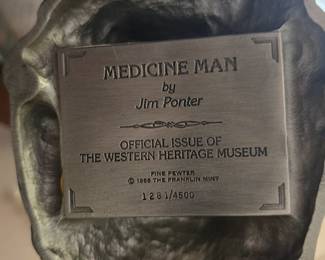 MEDICINE MAN
by
Jim Ponter
OFFICIAL ISSUE OF
THE WESTERN HERITAGE MUSEUM
FINE PEWTER
© 1988 THE FRANKLIN MINT
1281/4500